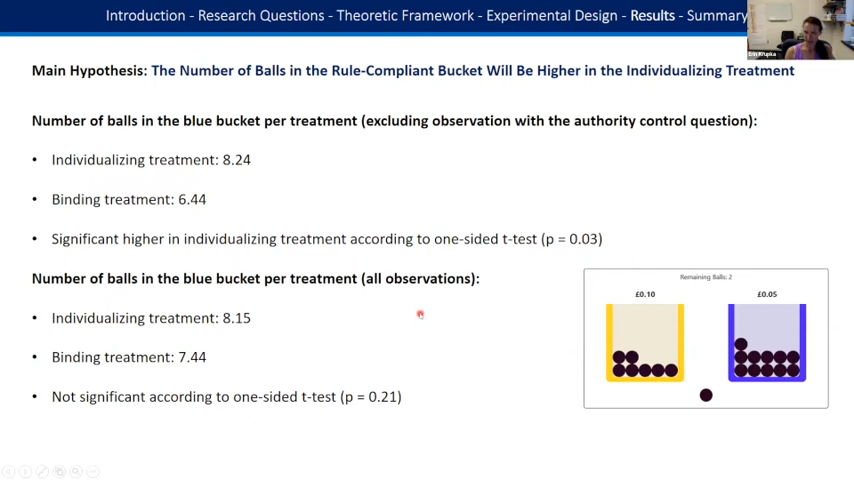 Introduction - Research Questions - Theoretic Framework - Experimental Design - Results - Summary
Erin Krupka
Main Hypothesis: The Number of Balls in the Rule-Compliant Bucket Will Be Higher in the Individualizing Treatment
Number of balls in the blue bucket per treatment (excluding observation with the authority control question):
• Individualizing treatment: 8.24
• Binding treatment: 6.44
• Significant higher in individualizing treatment according to one-sided t-test (p = 0.03)
Number of balls in the blue bucket per treatment (all observations):
• Individualizing treatment: 8.15
• Binding treatment: 7.44
• Not significant according to one-sided t-test (p = 0.21)
Remaining Balls: 2
£0.10 £0.05